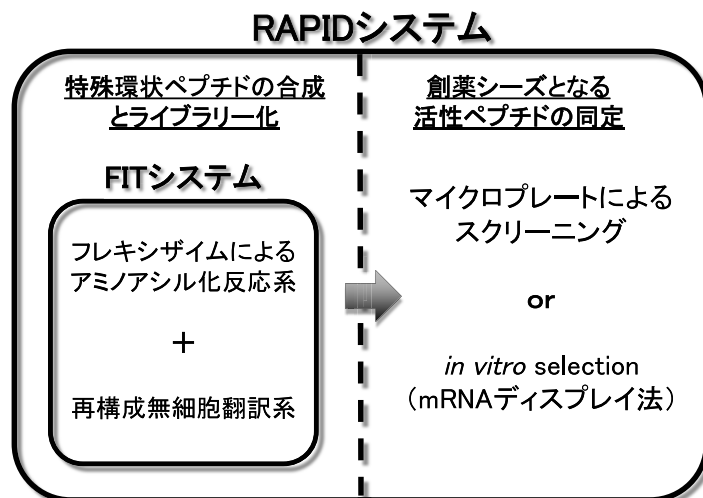 RAPIDシステム
特殊環状ペプチドの合成
とライブラリー化
FITシステム
フレキシザイムによる
アミノアシル化反応系
+
再構成無細胞翻訳系
創薬シーズとなる
活性ペプチドの同定
マイクロプレートによる
スクリーニング
or
in vitro selection
（mRNAディスプレイ法）